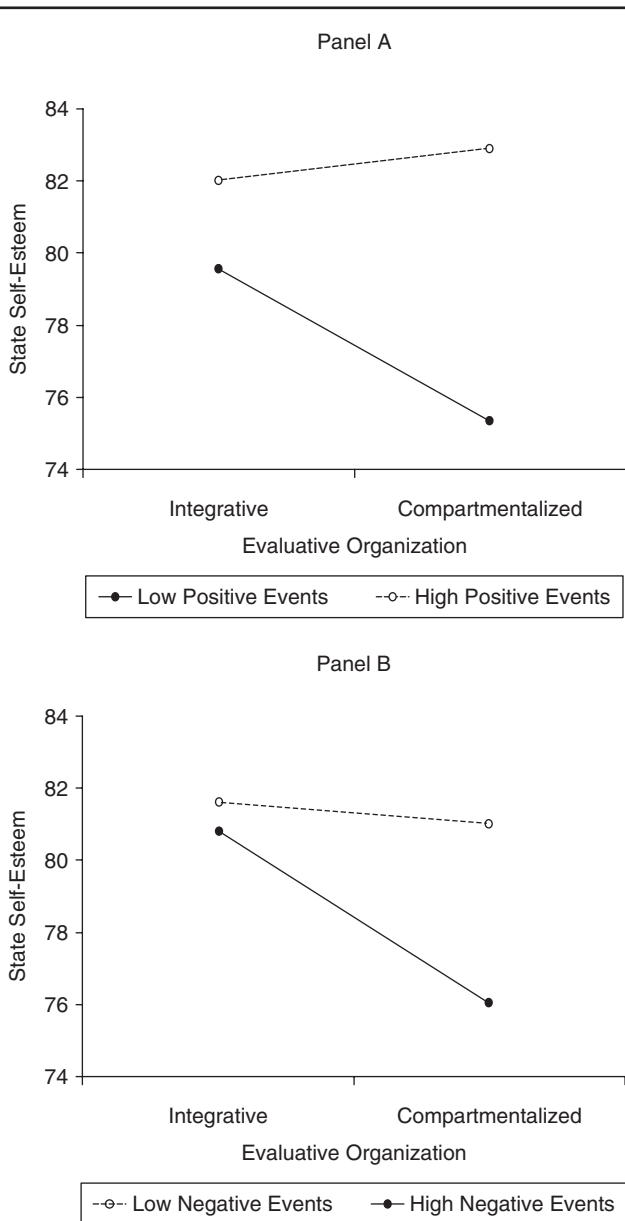 Panel A
84
82
80
78
76
74
State Self-Esteem
Integrative Compartmentalized
Evaluative Organization
Low Positive Events High Positive Events
Panel B
84
82
80
78
76
74
State Self-Esteem
Integrative Compartmentalized
Evaluative Organization
Low Negative Events High Negative Events